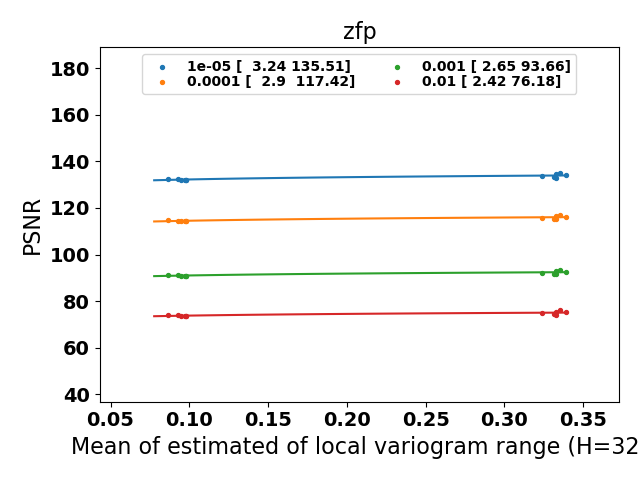 zfp
1e-05 [  3.24 135.51]
0.0001 [  2.9  117.42]
0.001 [ 2.65 93.66]
0.01 [ 2.42 76.18]
PSNR
180
160
140
120
100
80
60
40
0.05 0.10 0.15 0.20 0.25 0.30 0.35
Mean of estimated of local variogram range (H=32